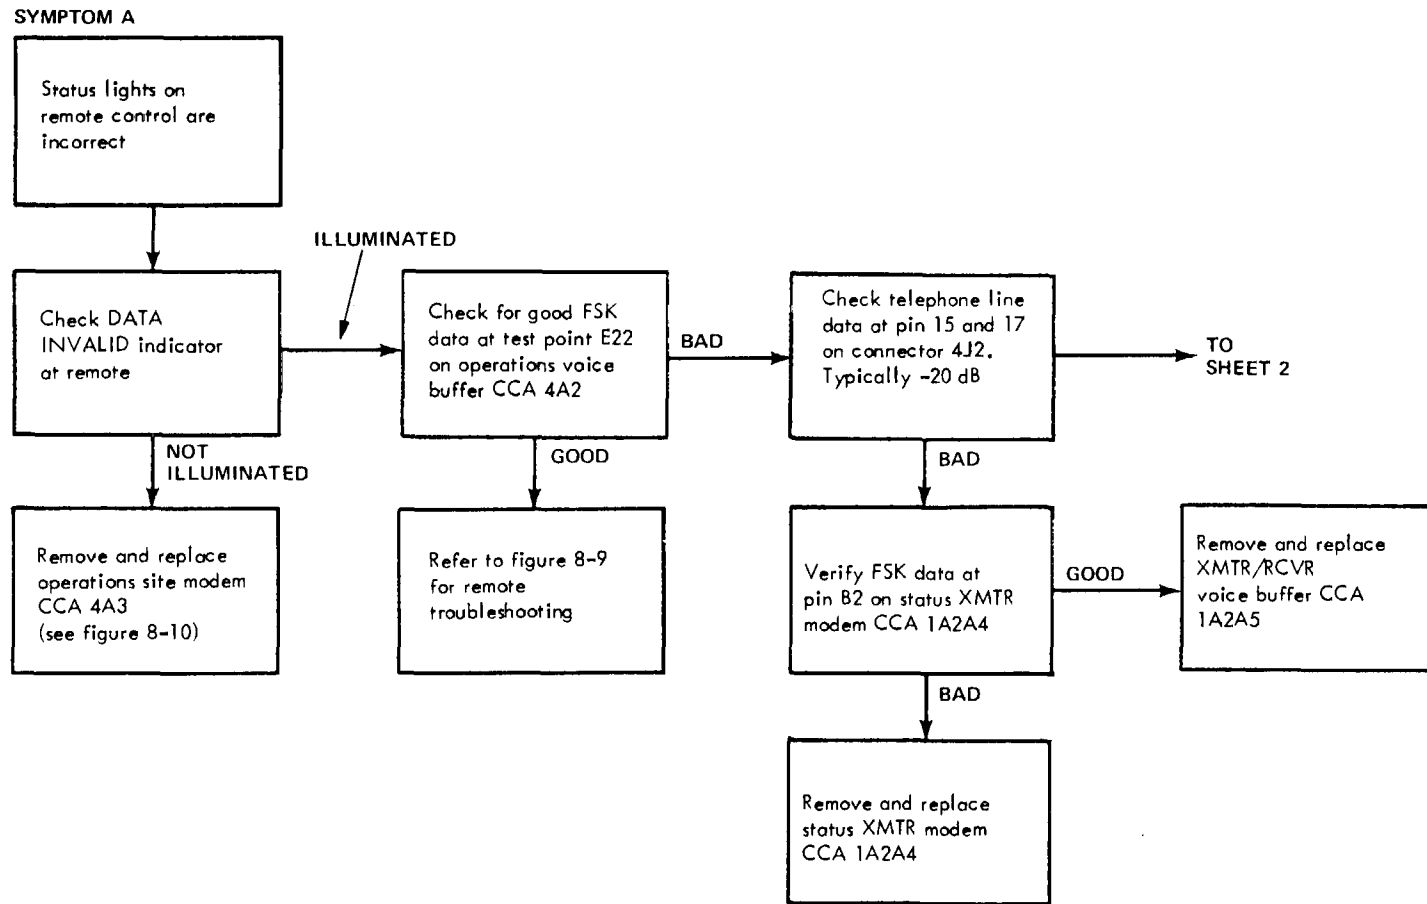 SYMPTOM A
Status lights on
remote control are
incorrect
ILLUMINATED
Check DATA
INVALID indicator
at remote
Check for good FSK
data at test point E22
on operations voice
buffer CCA 4A2
BAD
Check telephone line
data at pin 15 and 17
on connector 4J2.
Typically -20 dB
TO
SHEET 2
NOT
ILLUMINATED
GOOD
BAD
Remove and replace
operations site modem
CCA 4A3
(see figure 8-10)
Refer to figure 8-9
for remote
troubleshooting
Verify FSK data at
pin B2 on status XMTR
modem CCA 1A2A4
GOOD
Remove and replace
XMTR/RCVR
voice buffer CCA
1A2A5
BAD
Remove and replace
status XMTR modem
CCA 1A2A4